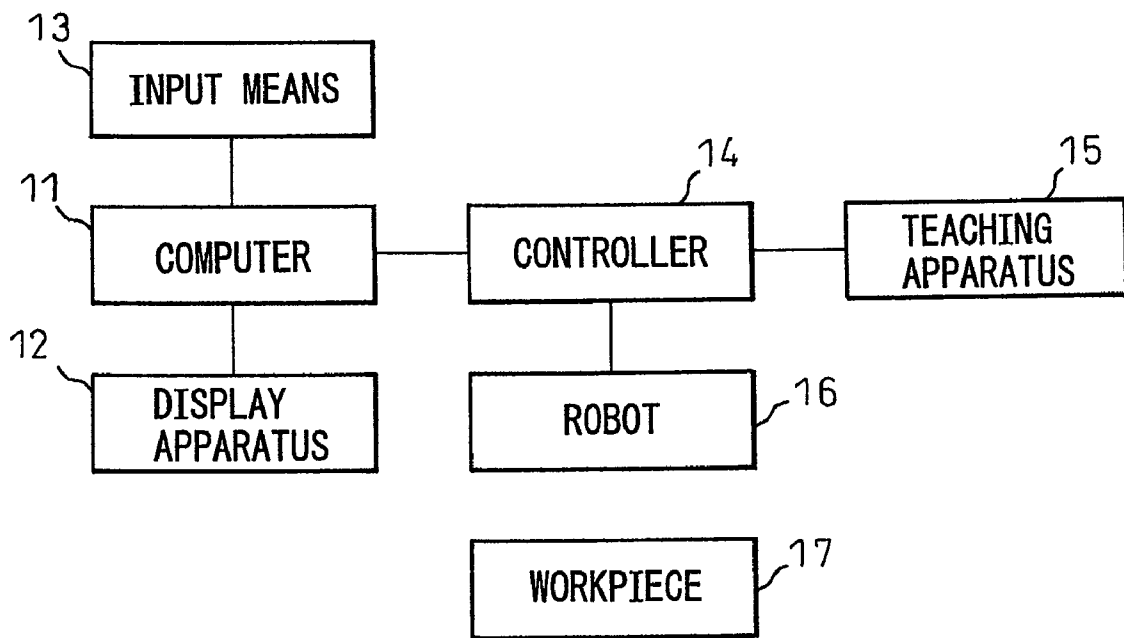 13
INPUT MEANS
11
COMPUTER
14
CONTROLLER
15
TEACHING
APPARATUS
12
DISPLAY
APPARATUS
ROBOT
16
WORKPIECE
17